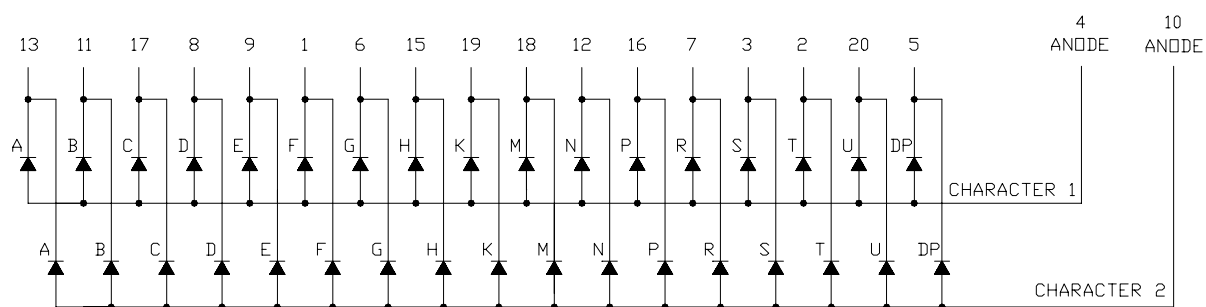 4 10
13 11 17 8 9 1 6 15 19 18 12 16 7 3 2 20 5 ANODE ANODE
A B C D E F G H K M N P R S T U DP
CHARACTER 1
A B C D E F G H K M N P R S T U DP
CHARACTER 2